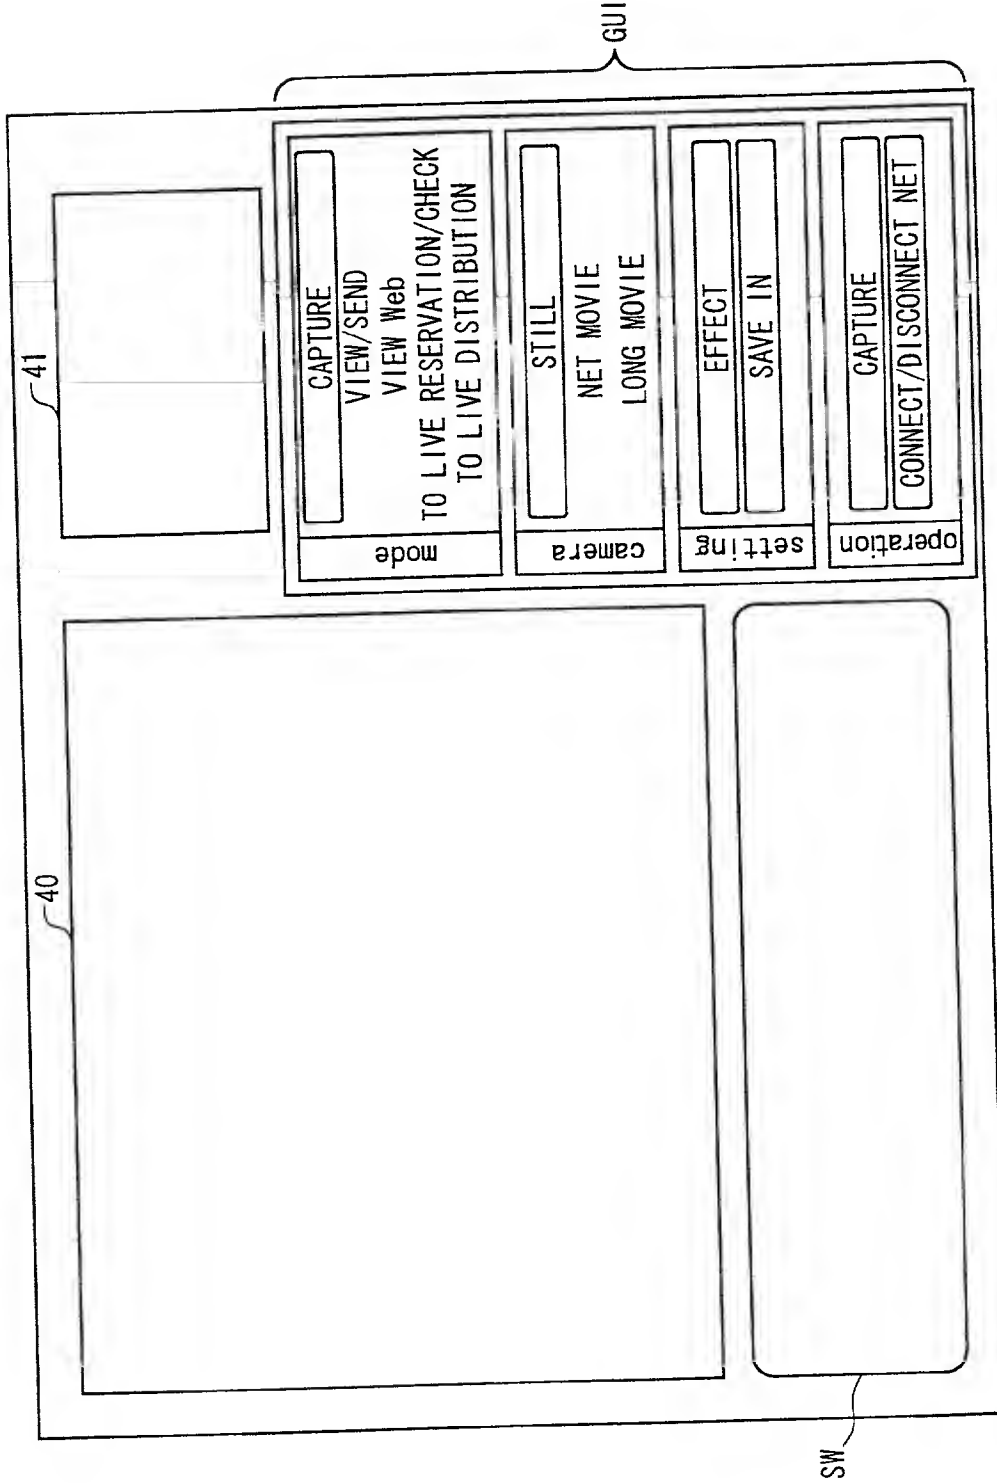 40
41
mode
CAPTURE
VIEW/SEND
VIEW Web
TO LIVE RESERVATION/CHECK
TO LIVE DISTRIBUTION
camera
STILL
NET MOVIE
LONG MOVIE
setting
EFFECT
SAVE IN
operation
CAPTURE
CONNECT/DISCONNECT NET
GUI
SW